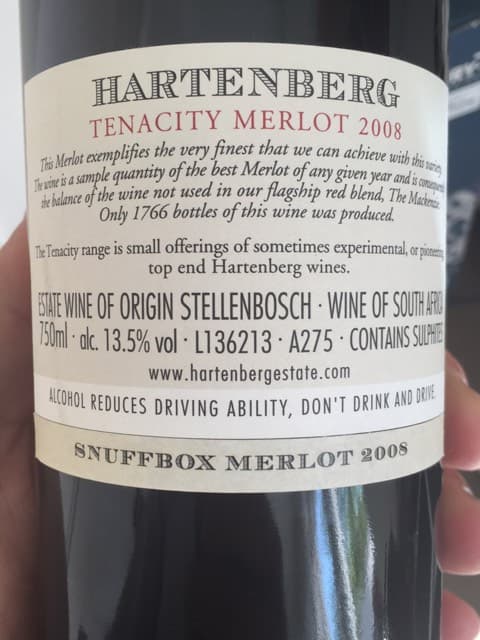 HARTENBERG
TENACITY MERLOT 2008
This Merlot exemplifies the very finest that we can achieve with this variety.
The wine is a sample quantity of the best Merlot of any given year and is
the balance of the wine not used in our flagship red blend, The Mackenzie.
Only 1766 bottles of this wine was produced.
The Tenacity range is small offerings of sometimes experimental, or
top end Hartenberg wines.
ESTATE WINE OF ORIGIN STELLENBOSCH · WINE OF SOUTH AFRICA
750ml · alc. 13.5% vol · L136213 · A275 · CONTAINS SULPHITES
www.hartenbergestate.com
ALCOHOL REDUCES DRIVING ABILITY, DON'T DRINK AND DRIVE.
SNUFFBOX MERLOT 2008